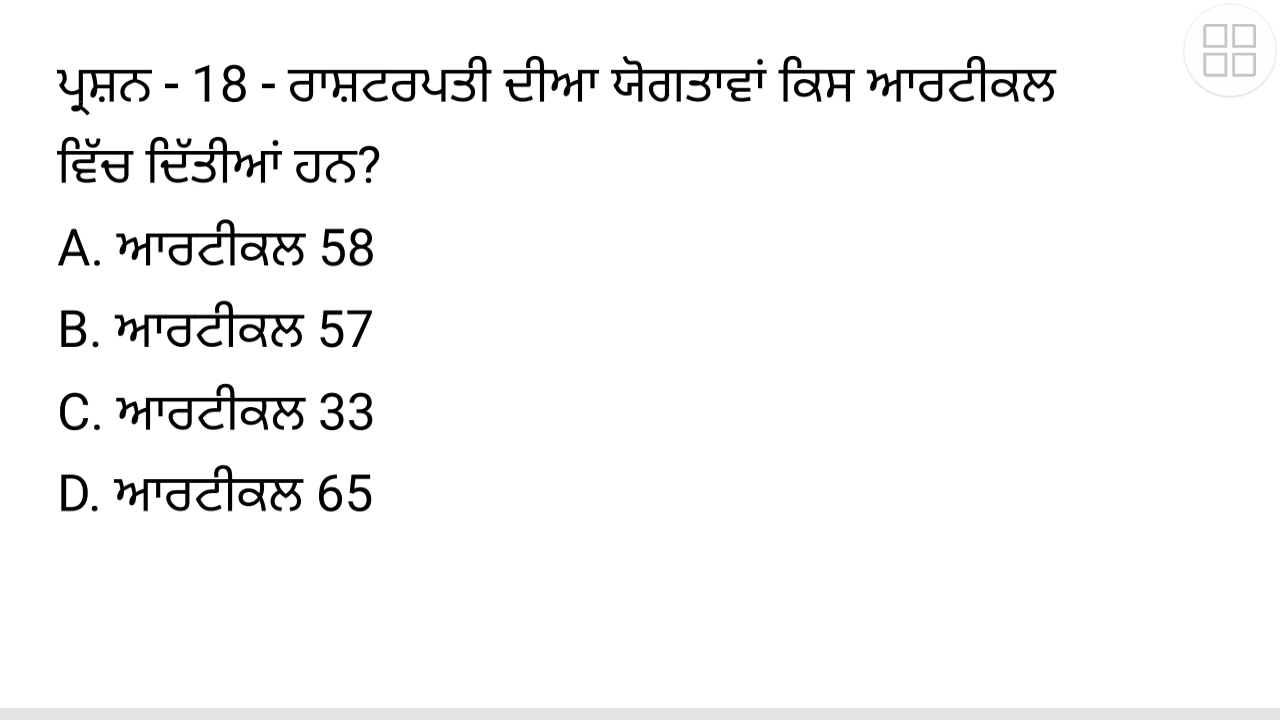 ਪ੍ਰਸ਼ਨ - 18 - ਰਾਸ਼ਟਰਪਤੀ ਦੀਆ ਯੋਗਤਾਵਾਂ ਕਿਸ ਆਰਟੀਕਲ
ਵਿੱਚ ਦਿੱਤੀਆਂ ਹਨ?
A. ਆਰਟੀਕਲ 58
B. ਆਰਟੀਕਲ 57
C. ਆਰਟੀਕਲ 33
D. ਆਰਟੀਕਲ 65